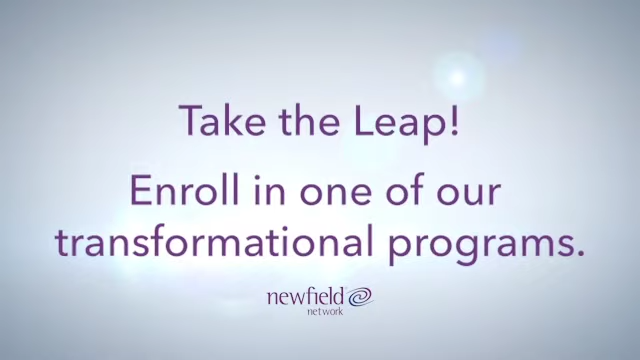 Take the Leap!
Enroll in one of our
transformational programs.
newfield
network